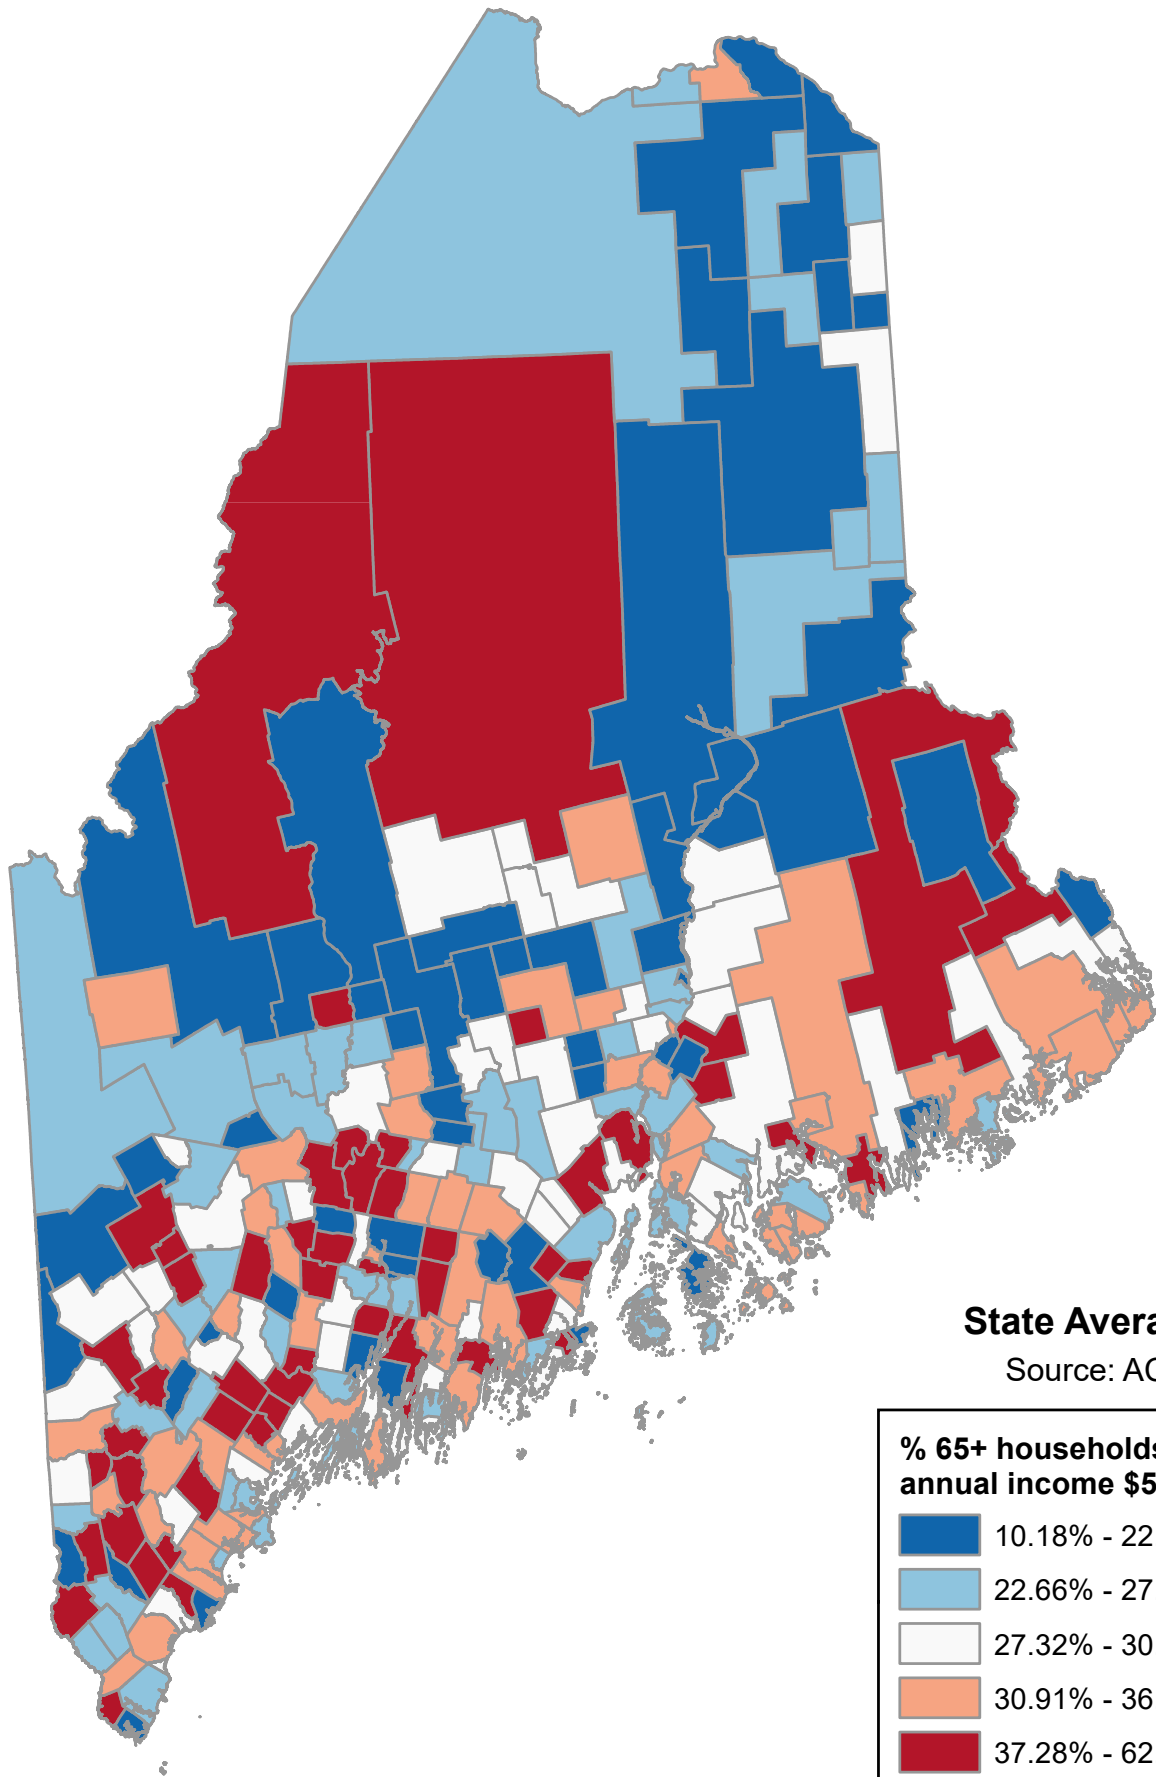 State Avera
Source: AC
% 65+ households
annual income $5
10.18% - 22
22.66% - 27
27.32% - 30
30.91% - 36
37.28% - 62